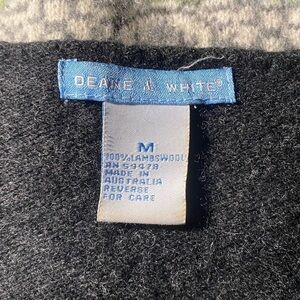 DEANE & WHITE®
M
100% LAMBSWOOL
RN 59478
MADE IN
AUSTRALIA
REVERSE
FOR CARE